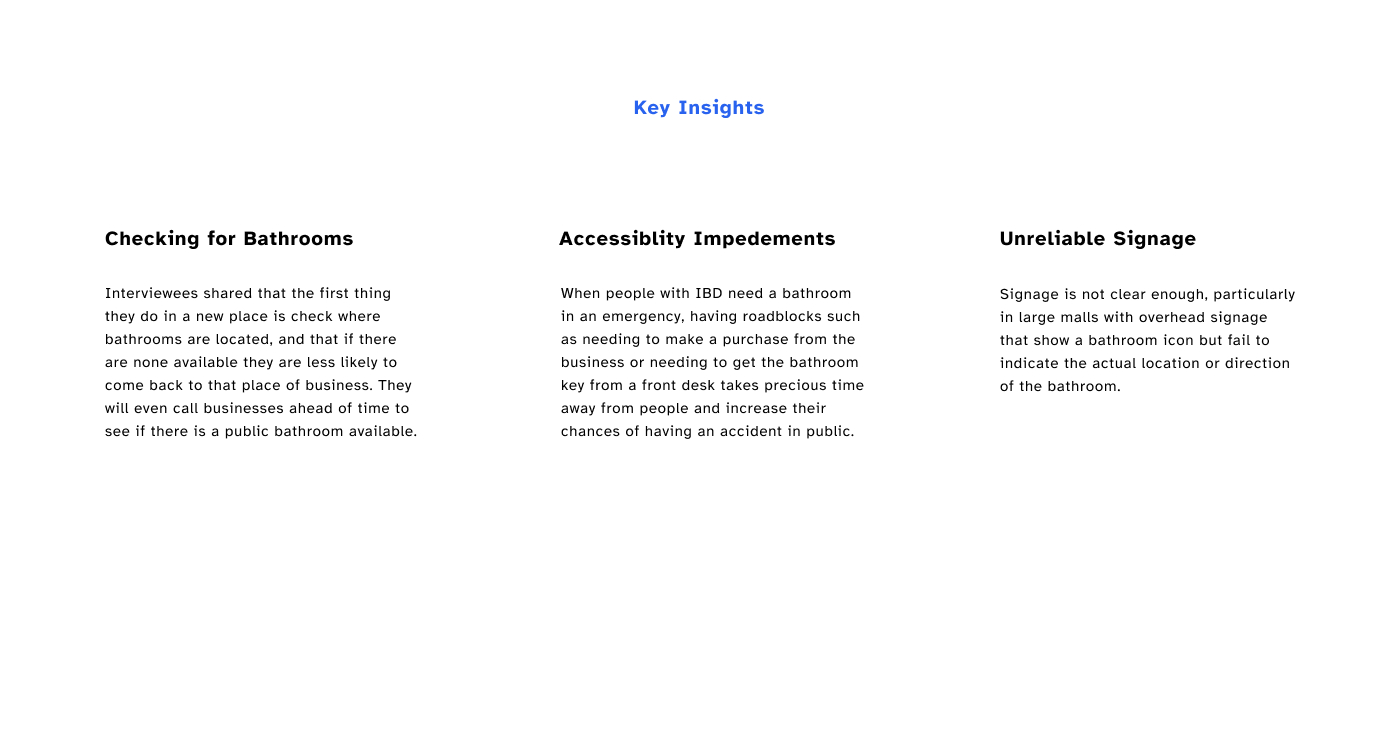 Key Insights
Checking for Bathrooms
Interviewees shared that the first thing
they do in a new place is check where
bathrooms are located, and that if there
are none available they are less likely to
come back to that place of business. They
will even call businesses ahead of time to
see if there is a public bathroom available.
Accessiblity Impedements
When people with IBD need a bathroom
in an emergency, having roadblocks such
as needing to make a purchase from the
business or needing to get the bathroom
key from a front desk takes precious time
away from people and increase their
chances of having an accident in public.
Unreliable Signage
Signage is not clear enough, particularly
in large malls with overhead signage
that show a bathroom icon but fail to
indicate the actual location or direction
of the bathroom.